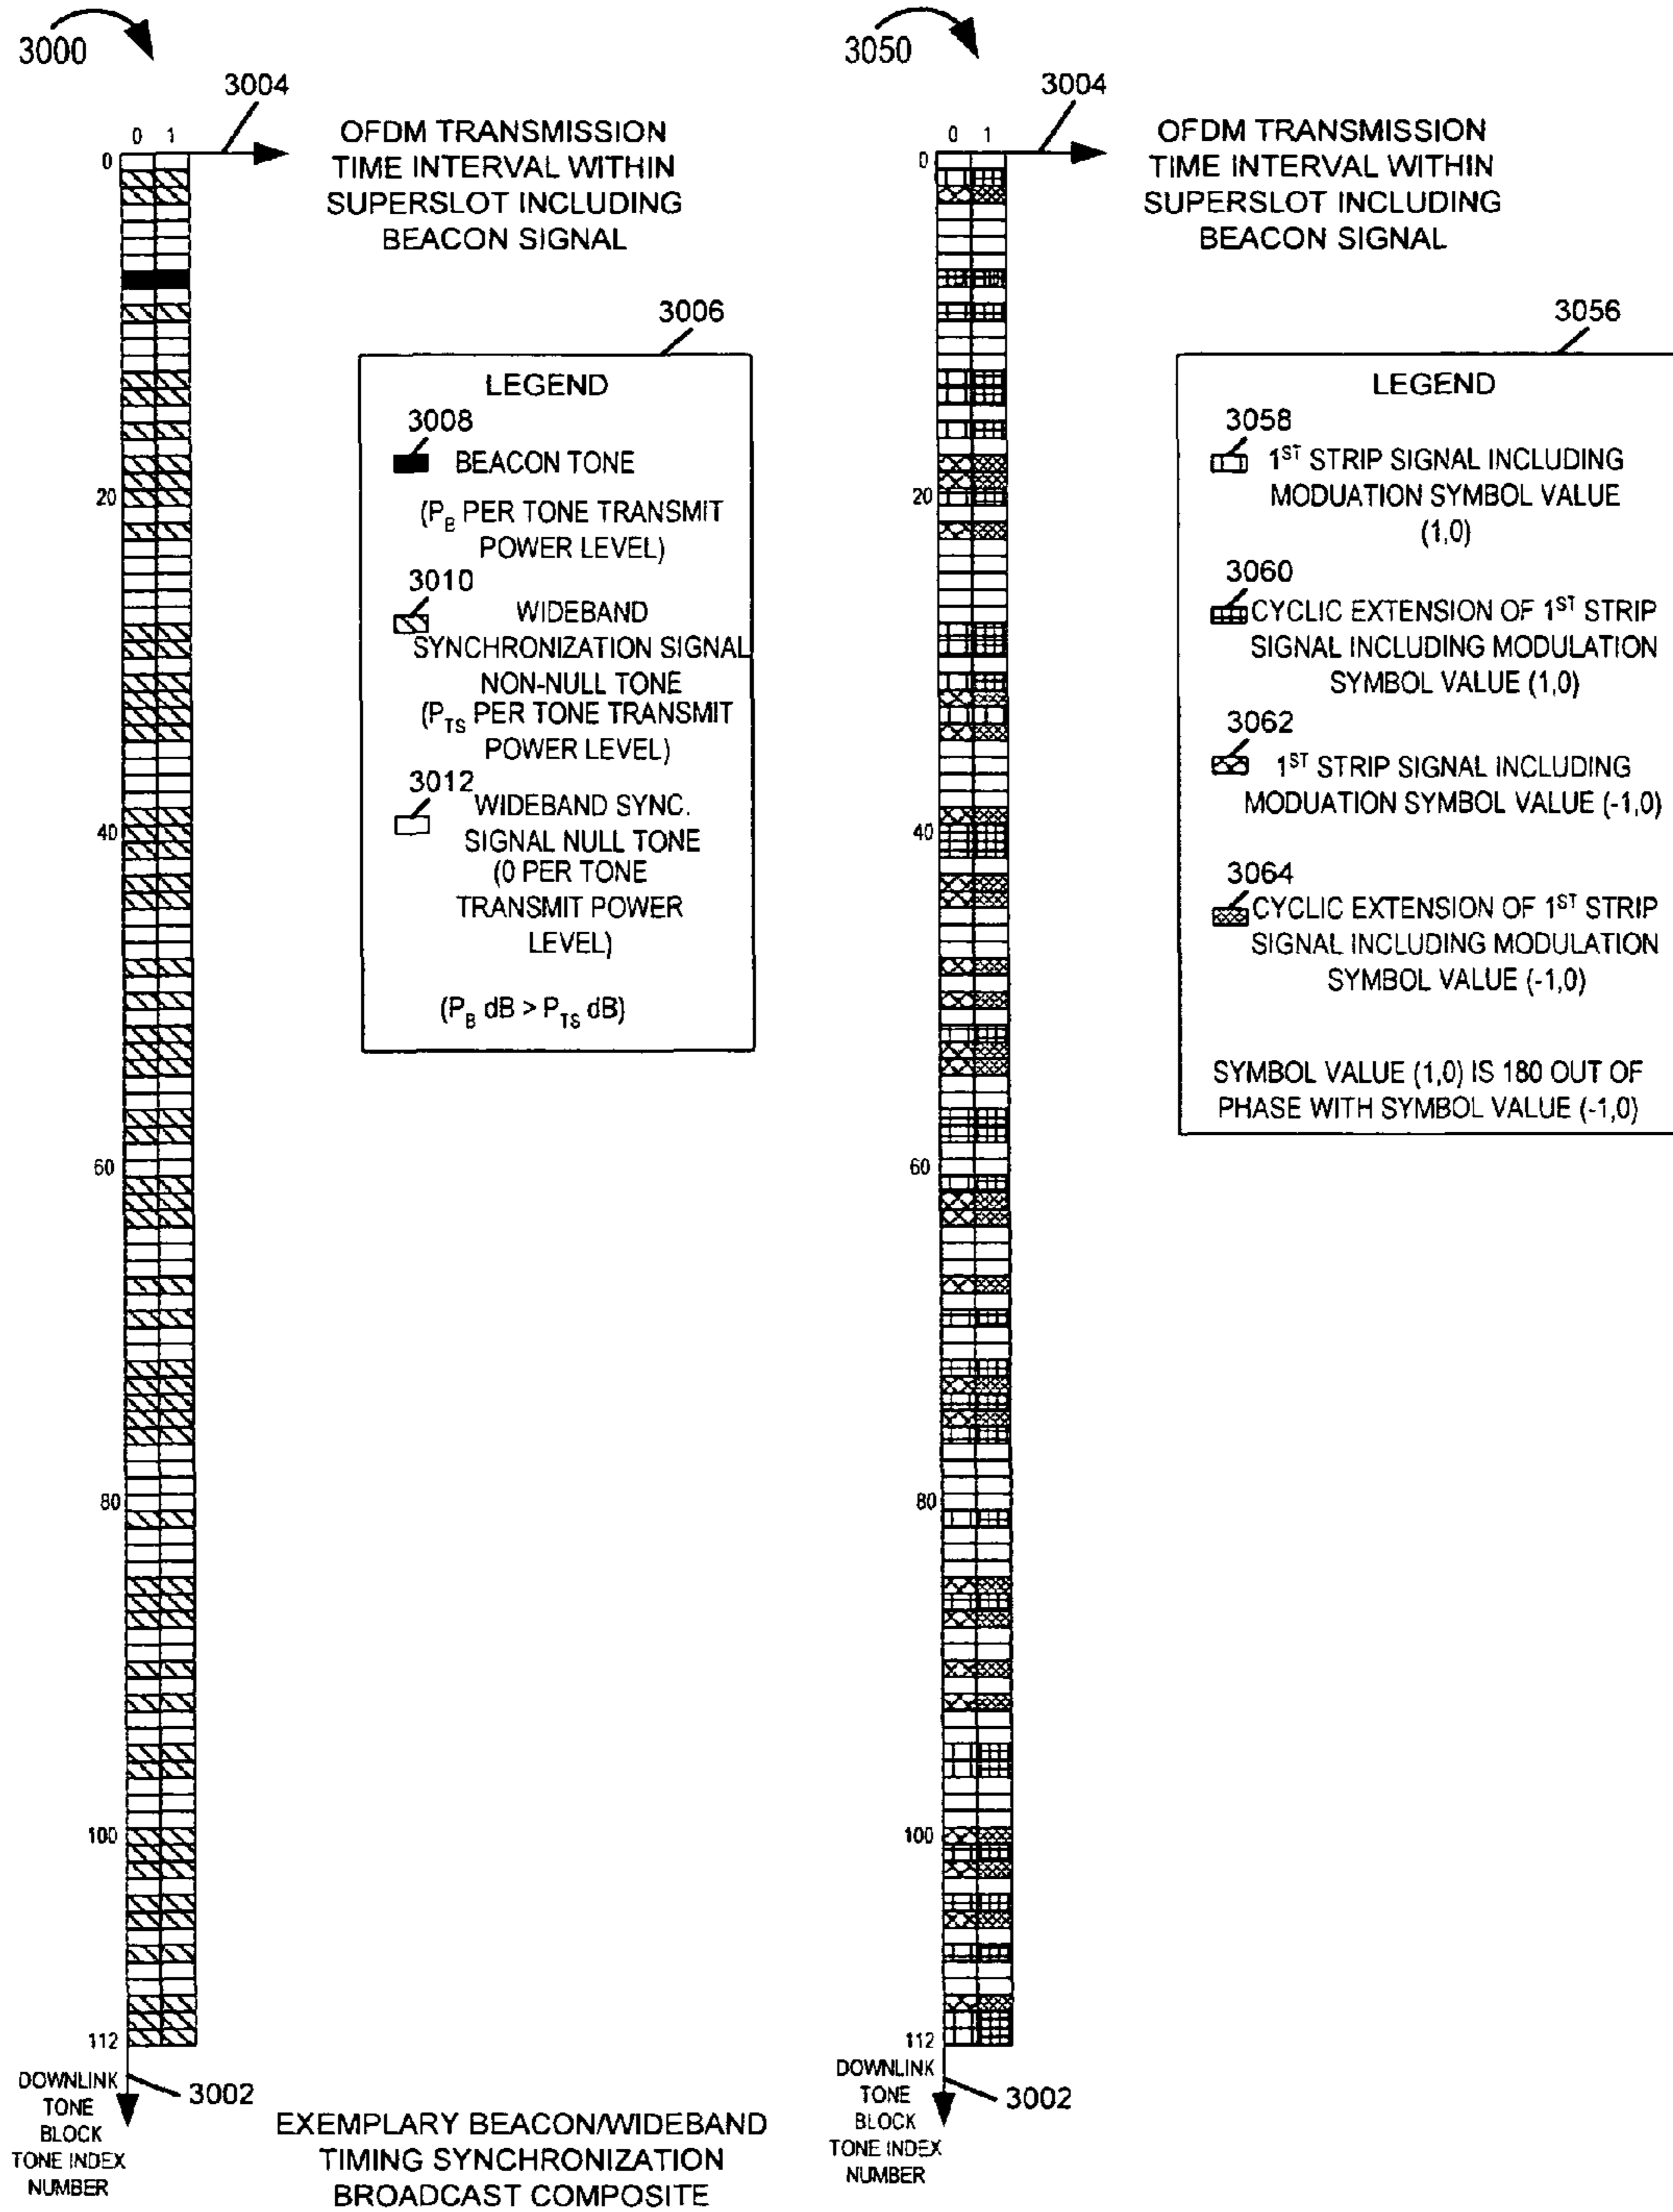 3000
3004
0 1
OFDM TRANSMISSION
TIME INTERVAL WITHIN
SUPERSLOT INCLUDING
BEACON SIGNAL
0
20
40
60
80
100
112
3006
LEGEND
3008
BEACON TONE
(PB PER TONE TRANSMIT
POWER LEVEL)
3010
WIDEBAND
SYNCHRONIZATION SIGNAL
NON-NULL TONE
(PTS PER TONE TRANSMIT
POWER LEVEL)
3012
WIDEBAND SYNC.
SIGNAL NULL TONE
(0 PER TONE
TRANSMIT POWER
LEVEL)
(PB dB > PTS dB)
DOWNLINK
TONE
BLOCK
TONE INDEX
NUMBER
3002
EXEMPLARY BEACON/WIDEBAND
TIMING SYNCHRONIZATION
BROADCAST COMPOSITE
3050
3004
0 1
OFDM TRANSMISSION
TIME INTERVAL WITHIN
SUPERSLOT INCLUDING
BEACON SIGNAL
0
20
40
60
80
100
112
3056
LEGEND
3058
1ST STRIP SIGNAL INCLUDING
MODUATION SYMBOL VALUE
(1,0)
3060
CYCLIC EXTENSION OF 1ST STRIP
SIGNAL INCLUDING MODULATION
SYMBOL VALUE (1,0)
3062
1ST STRIP SIGNAL INCLUDING
MODUATION SYMBOL VALUE (-1,0)
3064
CYCLIC EXTENSION OF 1ST STRIP
SIGNAL INCLUDING MODULATION
SYMBOL VALUE (-1,0)
SYMBOL VALUE (1,0) IS 180 OUT OF
PHASE WITH SYMBOL VALUE (-1,0)
DOWNLINK
TONE
BLOCK
TONE INDEX
NUMBER
3002